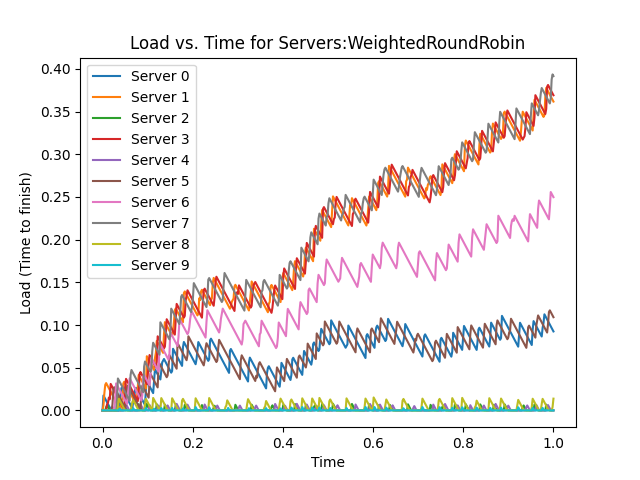 Load vs. Time for Servers:WeightedRoundRobin
Load (Time to finish)
0.40
0.35
0.30
0.25
0.20
0.15
0.10
0.05
0.00
Server 0
Server 1
Server 2
Server 3
Server 4
Server 5
Server 6
Server 7
Server 8
Server 9
0.0
0.2
0.4
0.6
0.8
1.0
Time